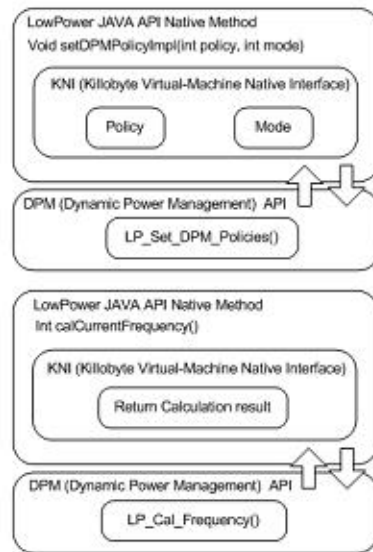 LowPower JAVA API Native Method
Void setDPMPolicyImpl(int policy, int mode)
KNI (Killobyte Virtual-Machine Native Interface)
Policy
Mode
DPM (Dynamic Power Management) API
LP_Set_DPM_Policies()
LowPower JAVA API Native Method
Int calCurrentFrequency()
KNI (Killobyte Virtual-Machine Native Interface)
Return Calculation result
DPM (Dynamic Power Management) API
LP_Cal_Frequency()